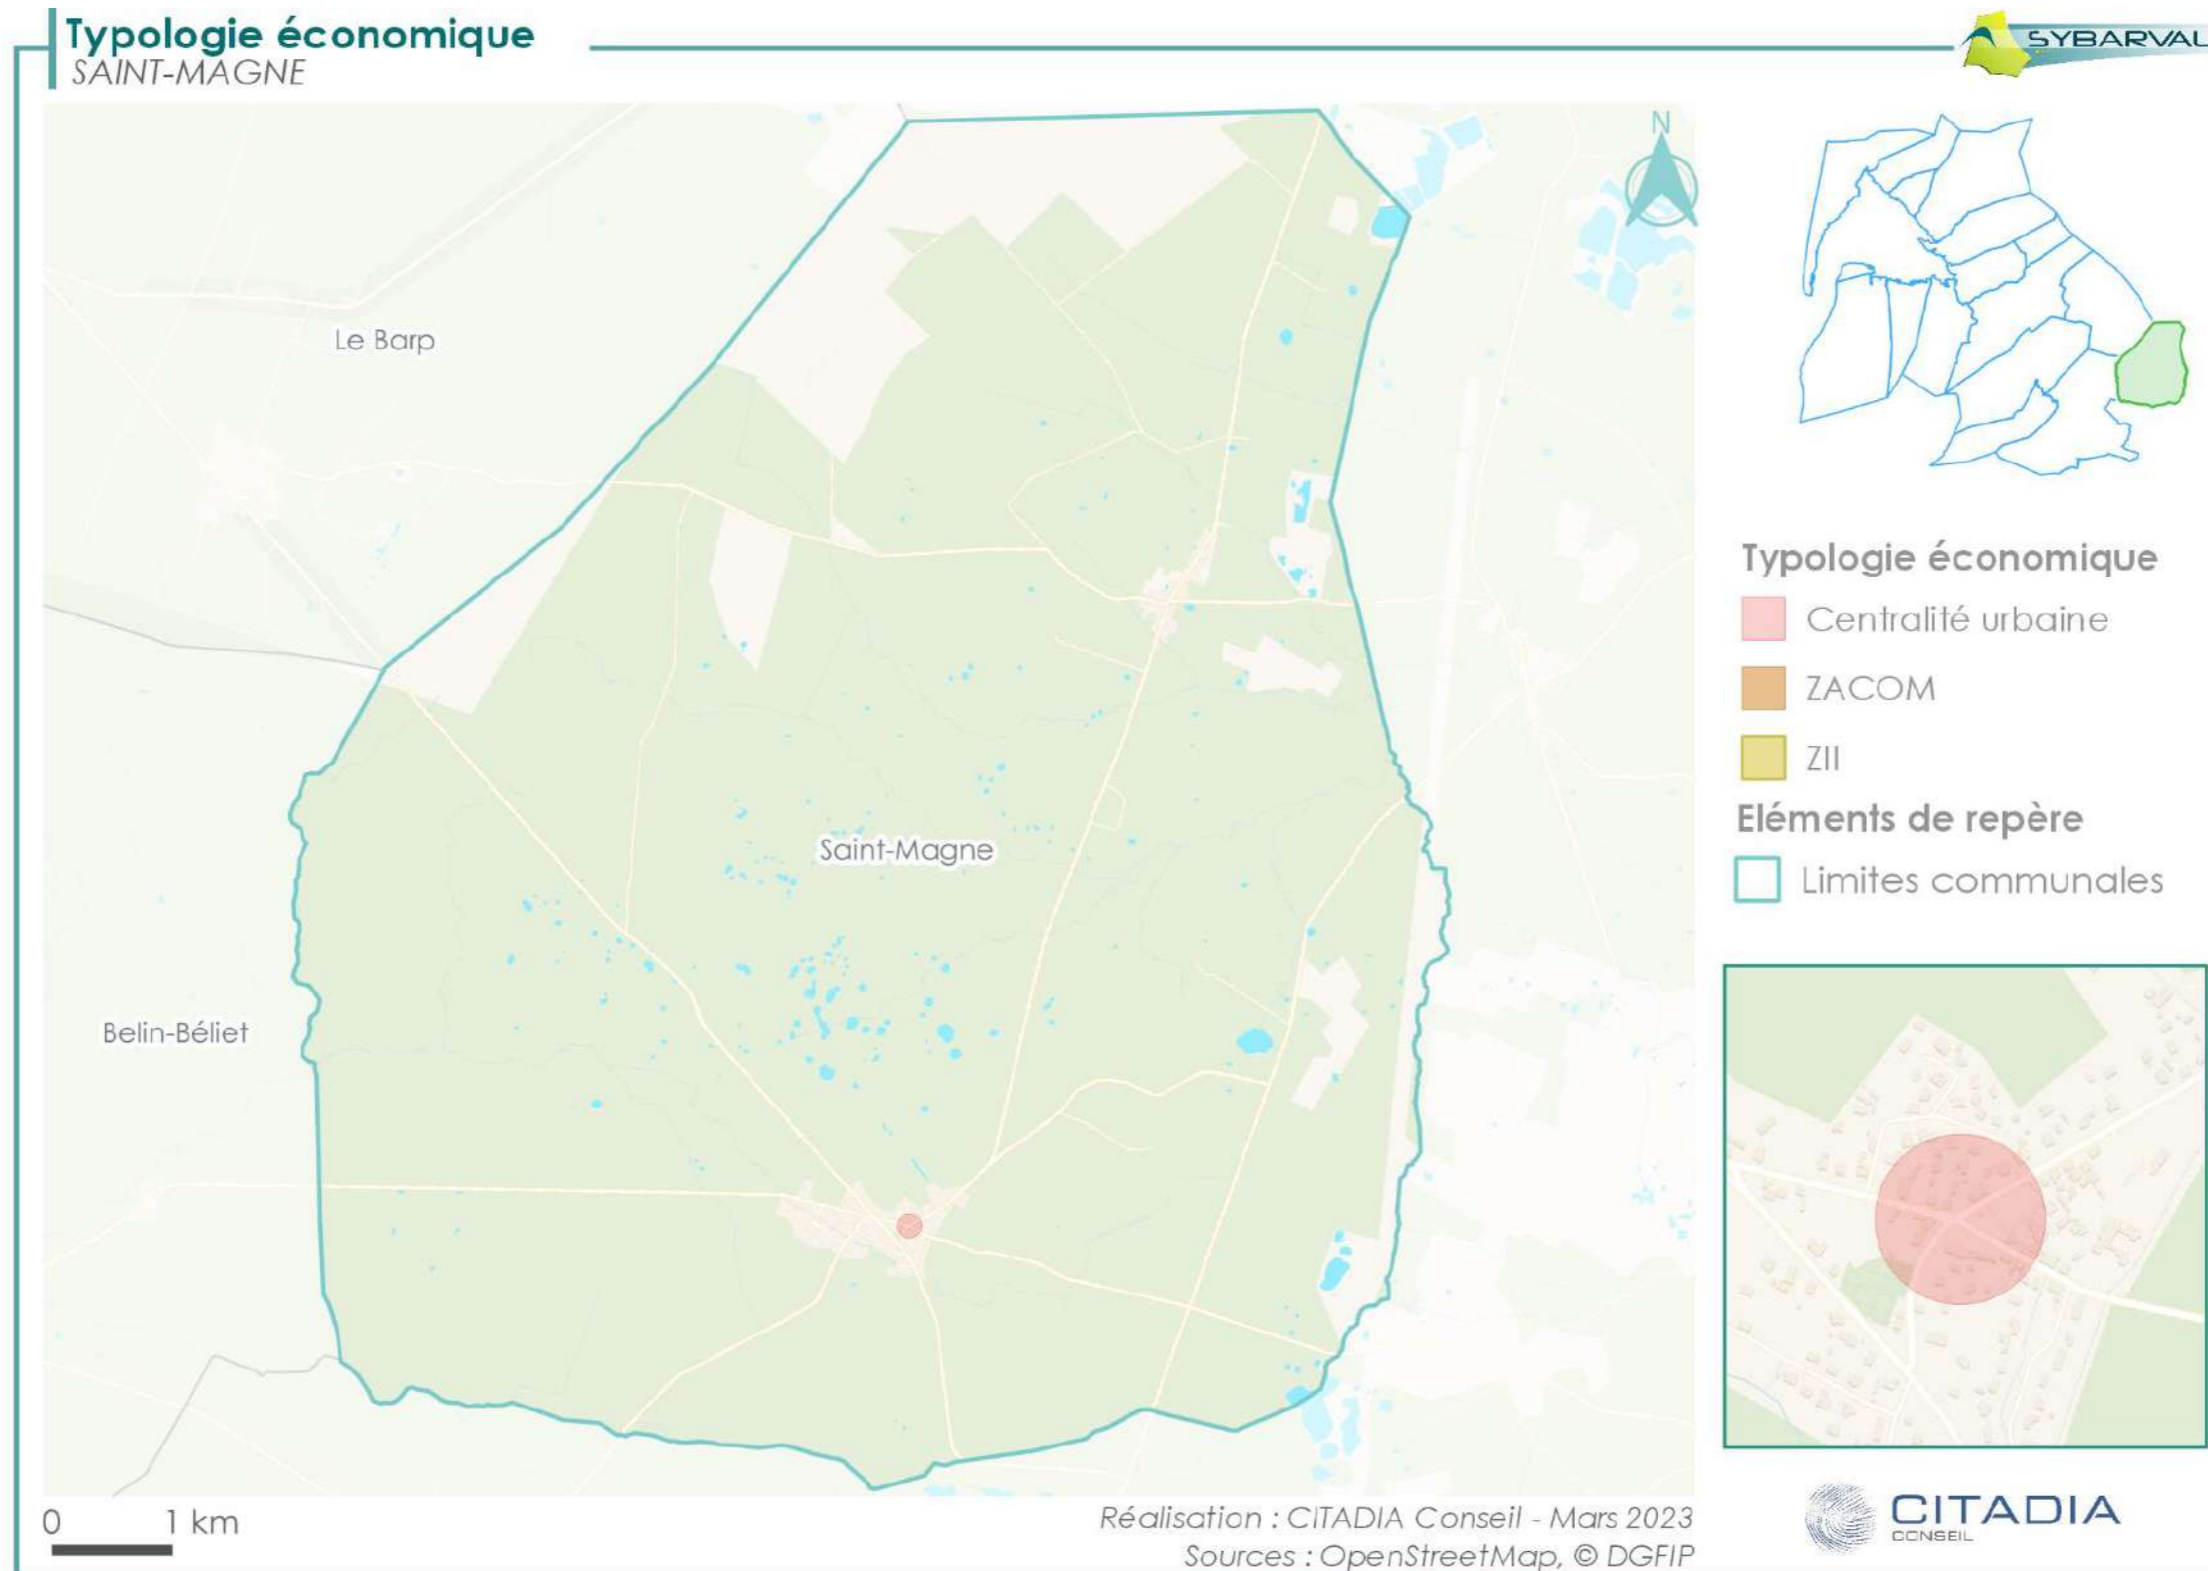 Typologie économique
SAINT-MAGNE
SYBARVAL
N
Le Barp
Saint-Magne
Belin-Béliet
Typologie économique
Centralité urbaine
ZACOM
ZII
Eléments de repère
Limites communales
0 1 km
Réalisation : CITADIA Conseil - Mars 2023
Sources : OpenStreetMap, © DGFIP
CITADIA
CONSEIL